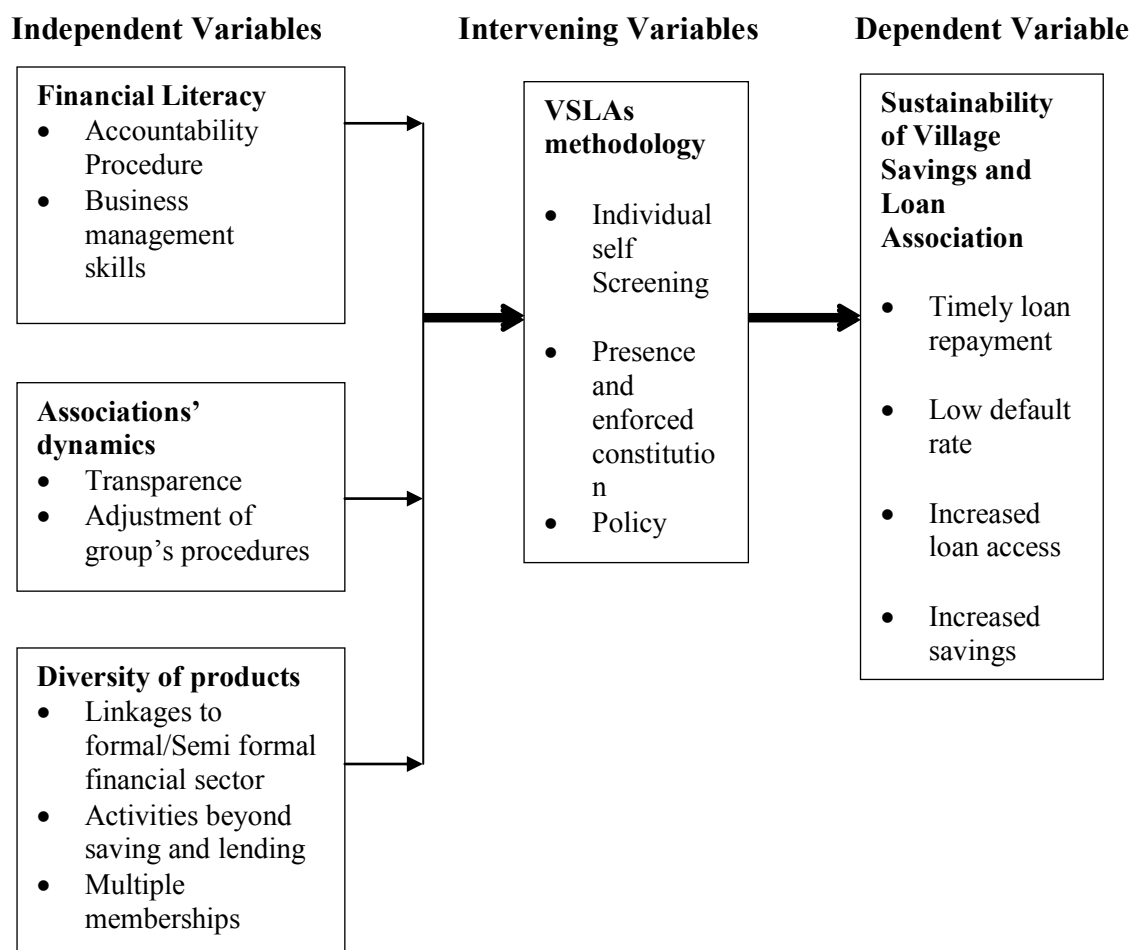 Independent Variables
Intervening Variables
Dependent Variable
Financial Literacy
• Accountability
Procedure
• Business
management
skills
Associations’
dynamics
• Transparence
• Adjustment of
group’s procedures
Diversity of products
• Linkages to
formal/Semi formal
financial sector
• Activities beyond
saving and lending
• Multiple
memberships
VSLAs
methodology
• Individual
self
Screening
• Presence
and
enforced
constitutio
n
• Policy
Sustainability
of Village
Savings and
Loan
Association
• Timely loan
repayment
• Low default
rate
• Increased
loan access
• Increased
savings